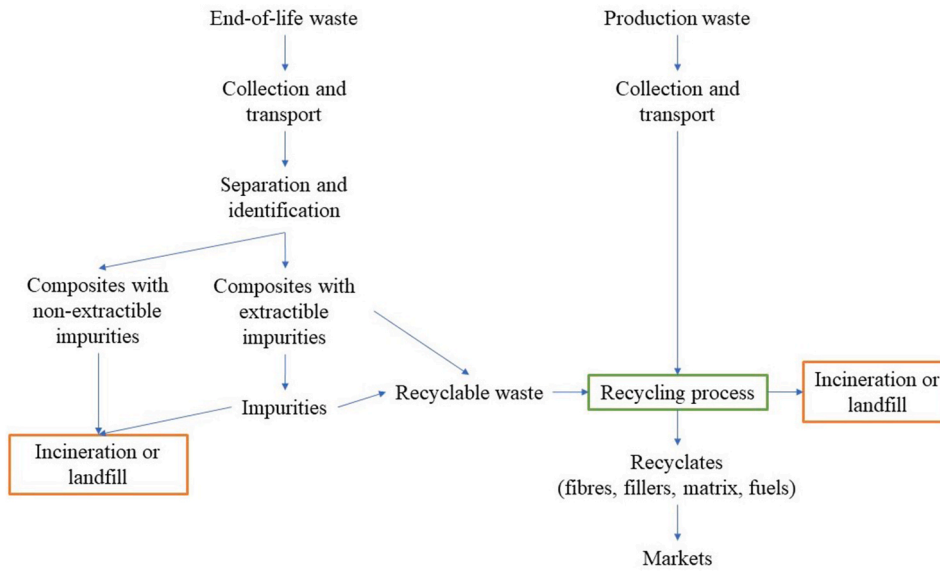 End-of-life waste
Production waste
Collection and
transport
Collection and
transport
Separation and
identification
Composites with
non-extractible
impurities
Composites with
extractible
impurities
Impurities
Recyclable waste
Recycling process
Incineration or
landfill
Incineration or
landfill
Recyclates
(fibres, fillers, matrix, fuels)
Markets